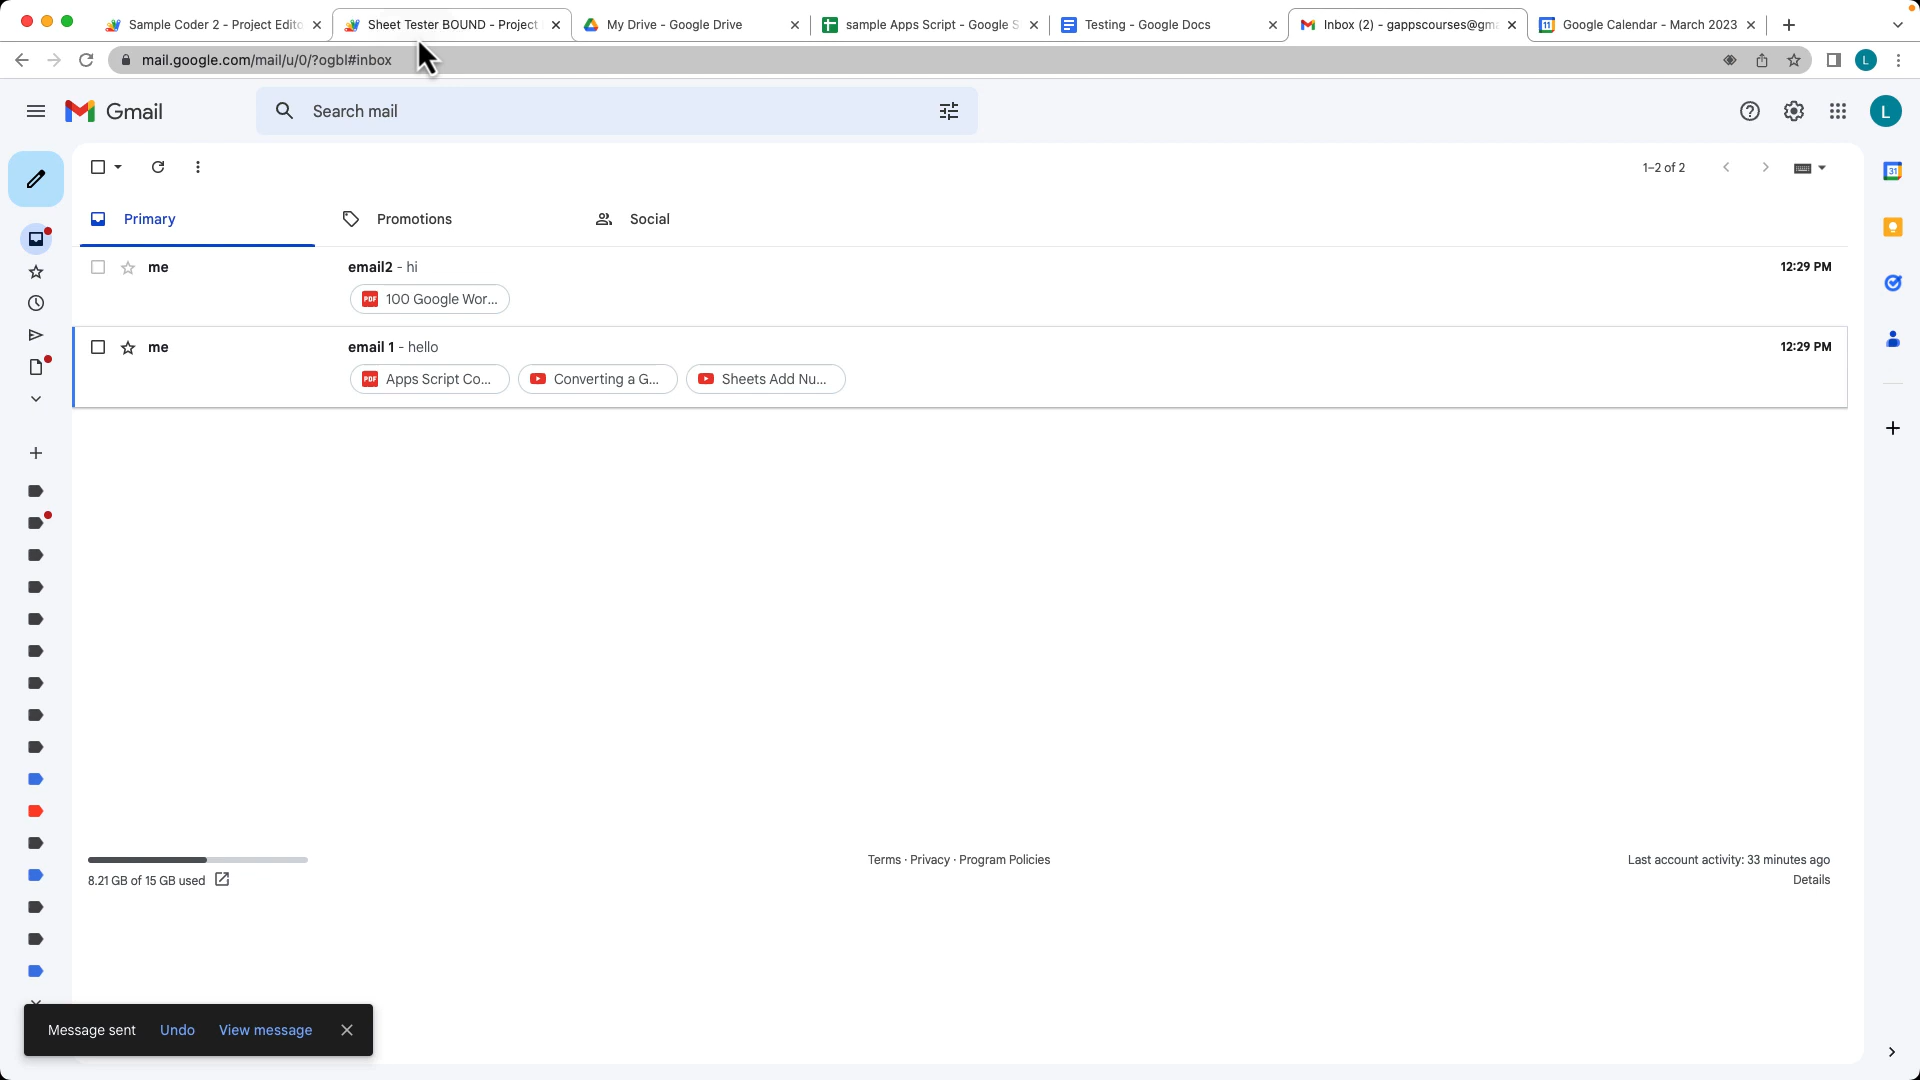 Sample Coder 2 - Project Edito
Sheet Tester BOUND - Project
My Drive - Google Drive
sample Apps Script - Google S
Testing - Google Docs
Inbox (2) - gappscourses@gma
Google Calendar - March 2023
mail.google.com/mail/u/0/?ogbl#inbox
L
Gmail
Search mail
L
1–2 of 2
31
Primary
Promotions
Social
me
email2 - hi
12:29 PM
PDF 100 Google Wor...
me
email 1 - hello
12:29 PM
PDF Apps Script Co...
Converting a G...
Sheets Add Nu...
8.21 GB of 15 GB used
Terms · Privacy · Program Policies
Last account activity: 33 minutes ago
Details
Message sent
Undo
View message